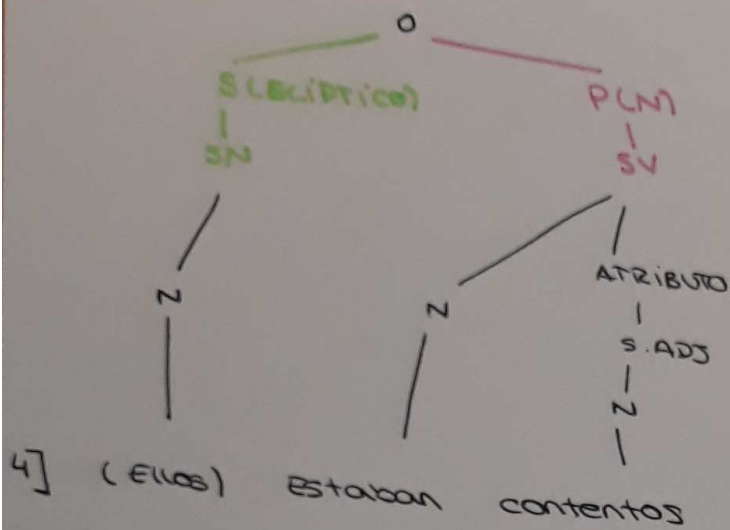 O
S(ELÍPTICO) P(N)
SN SV
N N ATRIBUTO
S.ADJ
N
4] (Ellos) Estaban contentos